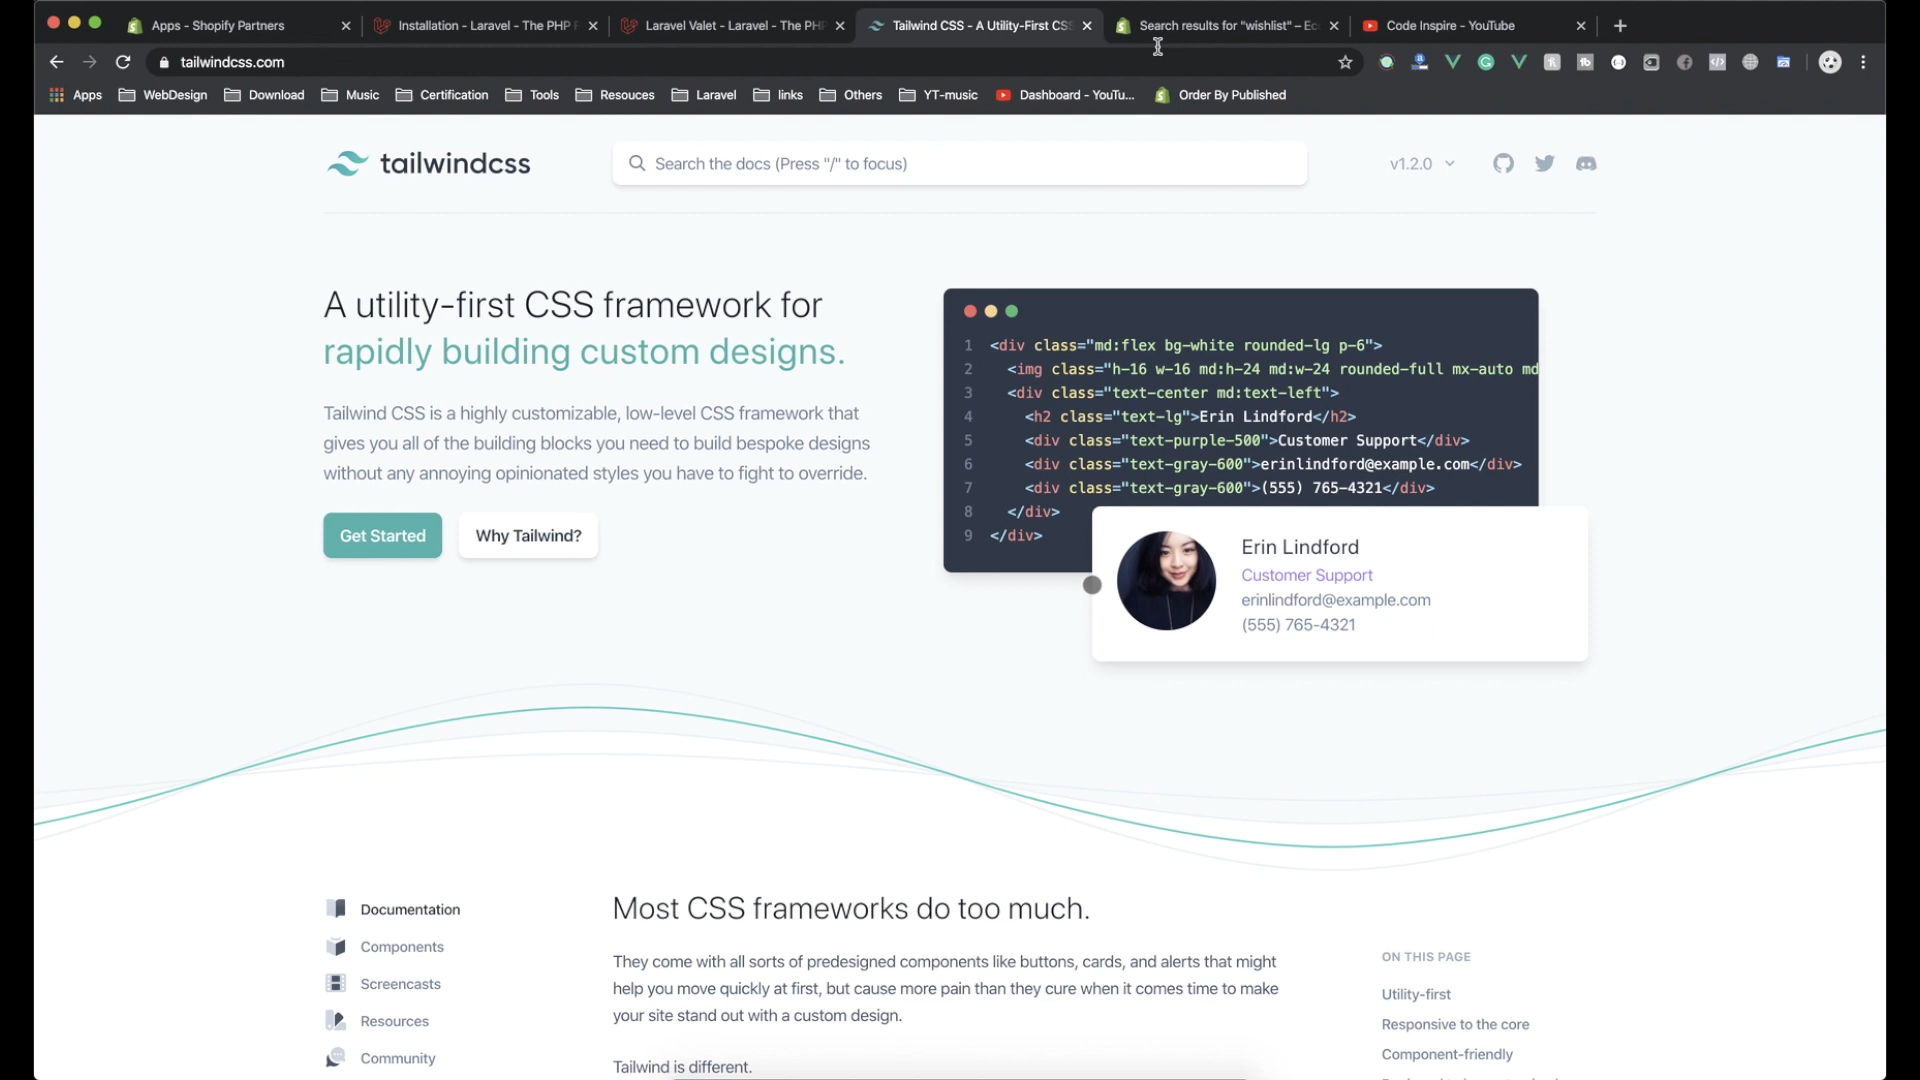 Apps - Shopify Partners
Installation - Laravel - The PHP F
Laravel Valet - Laravel - The PHP
Tailwind CSS - A Utility-First CSS
Search results for "wishlist" – Ec
Code Inspire - YouTube
tailwindcss.com
Apps
WebDesign
Download
Music
Certification
Tools
Resouces
Laravel
links
Others
YT-music
Dashboard - YouTu...
Order By Published
tailwindcss
Search the docs (Press "/" to focus)
v1.2.0
A utility-first CSS framework for
rapidly building custom designs.
Tailwind CSS is a highly customizable, low-level CSS framework that
gives you all of the building blocks you need to build bespoke designs
without any annoying opinionated styles you have to fight to override.
Get Started
Why Tailwind?
1 <div class="md:flex bg-white rounded-lg p-6">
2 <img class="h-16 w-16 md:h-24 md:w-24 rounded-full mx-auto md
3 <div class="text-center md:text-left">
4 <h2 class="text-lg">Erin Lindford</h2>
5 <div class="text-purple-500">Customer Support</div>
6 <div class="text-gray-600">erinlindford@example.com</div>
7 <div class="text-gray-600">(555) 765-4321</div>
8 </div>
9 </div>
Erin Lindford
Customer Support
erinlindford@example.com
(555) 765-4321
Documentation
Components
Screencasts
Resources
Community
Most CSS frameworks do too much.
They come with all sorts of predesigned components like buttons, cards, and alerts that might
help you move quickly at first, but cause more pain than they cure when it comes time to make
your site stand out with a custom design.
Tailwind is different.
ON THIS PAGE
Utility-first
Responsive to the core
Component-friendly